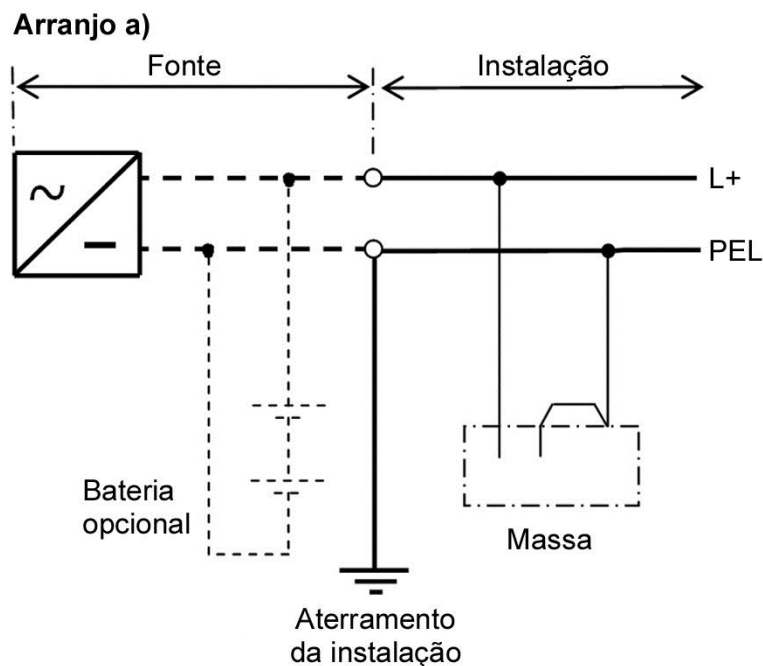 Arranjo a)
Fonte
Instalação
L+
PEL
Bateria
opcional
Massa
Aterramento
da instalação